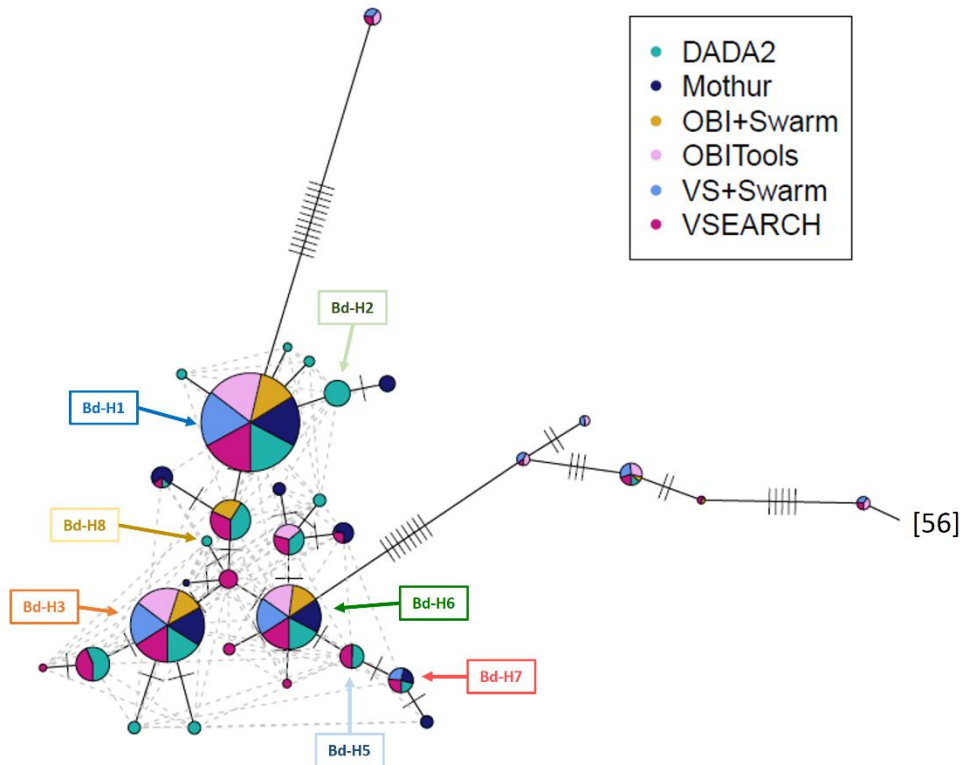 DADA2
Mothur
OBI+Swarm
OBITools
VS+Swarm
VSEARCH
Bd-H2
Bd-H1
Bd-H8
[56]
Bd-H3
Bd-H6
Bd-H7
Bd-H5